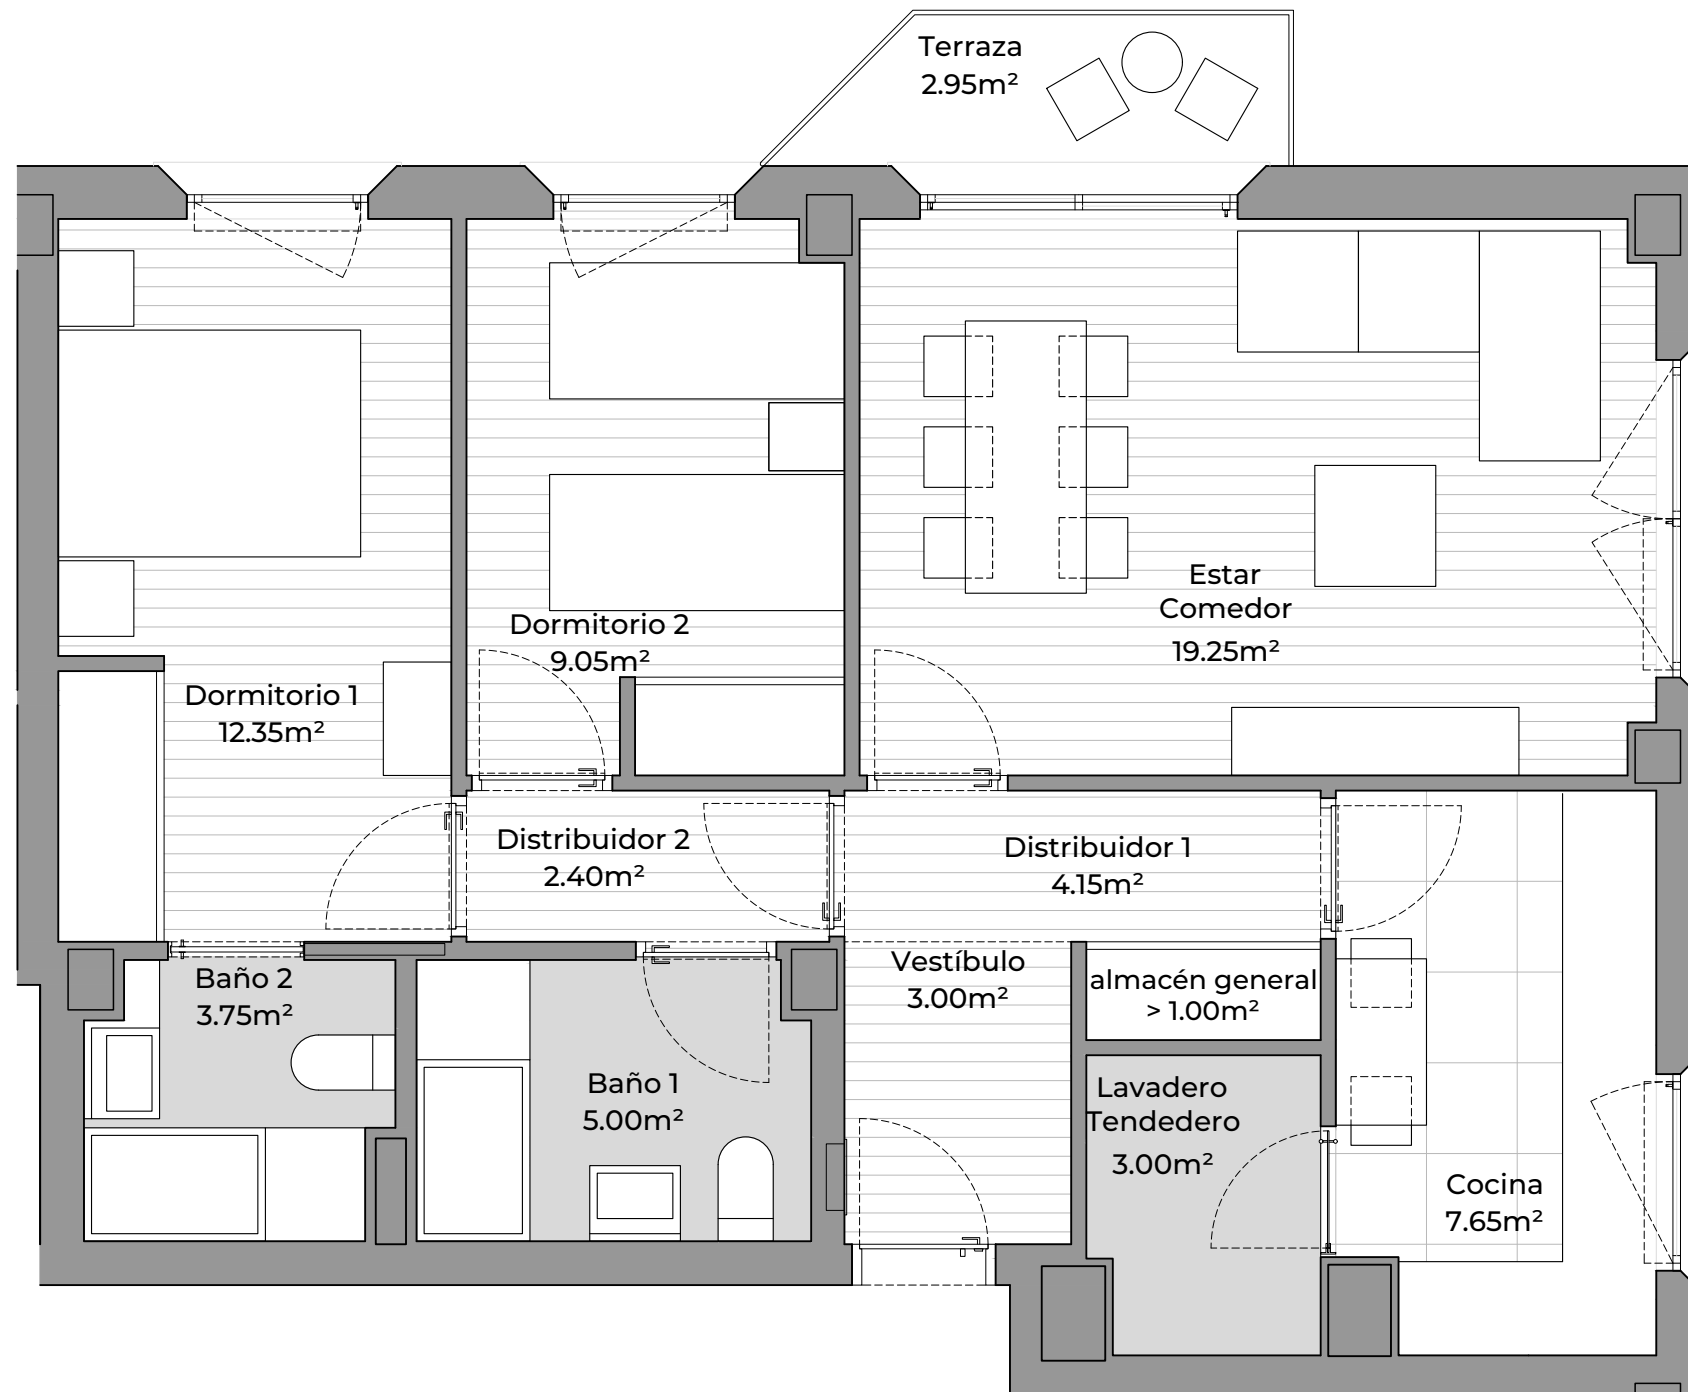 Terraza
2.95m²
Dormitorio 2
9.05m²
Estar
Comedor
19.25m²
Dormitorio 1
12.35m²
Distribuidor 2
2.40m²
Distribuidor 1
4.15m²
Baño 2
3.75m²
Vestíbulo
3.00m²
almacén general
> 1.00m²
Baño 1
5.00m²
Lavadero
Tendedero
3.00m²
Cocina
7.65m²